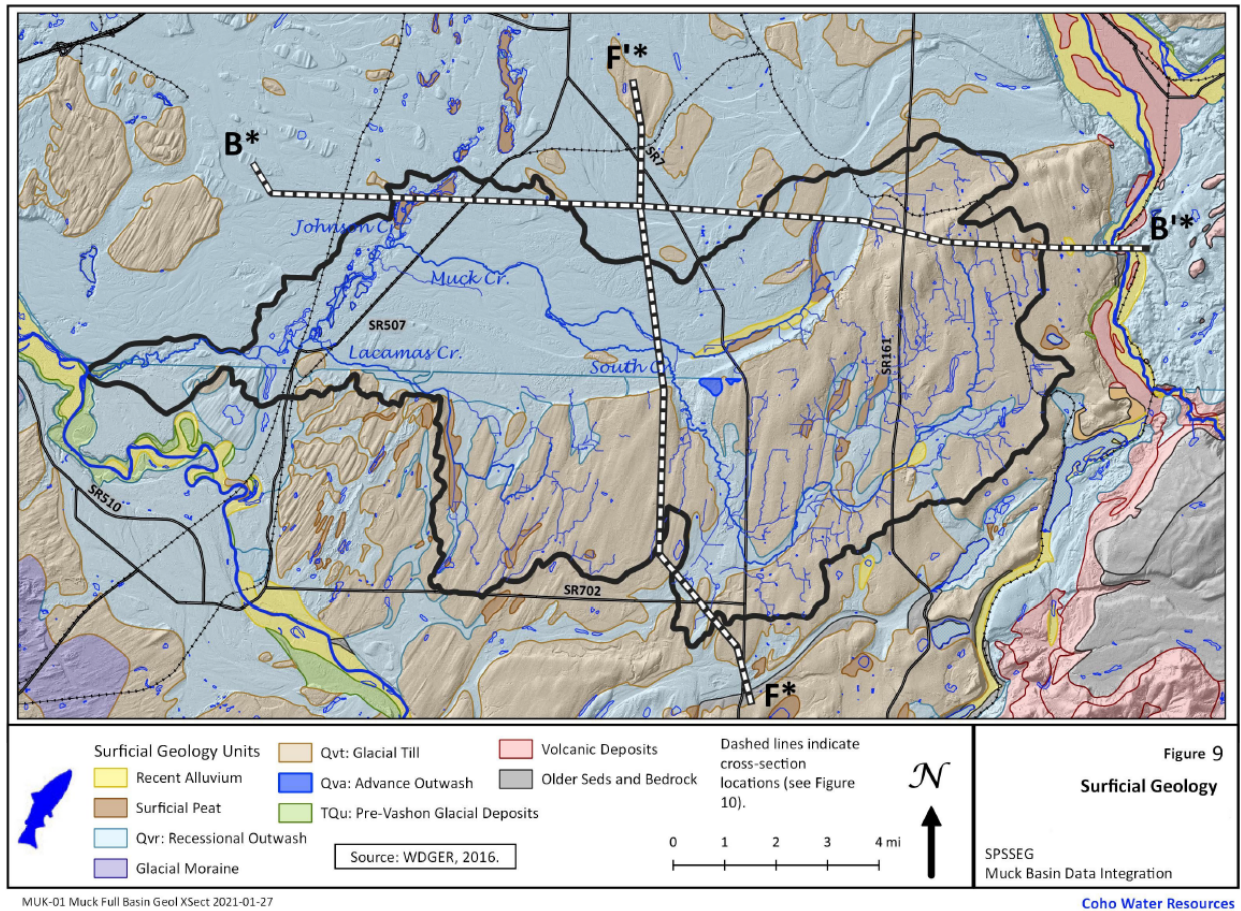 F'*
B*
SR7
B'*
Johnson Cr.
Muck Cr.
SR507
Lacamas Cr.
South C
SR161
SR510
SR702
F*
Surficial Geology Units
Recent Alluvium
Surficial Peat
Qvr: Recessional Outwash
Glacial Moraine
Qvt: Glacial Till
Qva: Advance Outwash
TQu: Pre-Vashon Glacial Deposits
Source: WDGER, 2016.
Volcanic Deposits
Older Seds and Bedrock
Dashed lines indicate
cross-section
locations (see Figure
10).
0 1 2 3 4 mi
N
Figure 9
Surficial Geology
SPSSEG
Muck Basin Data Integration
MUK-01 Muck Full Basin Geol XSect 2021-01-27
Coho Water Resources